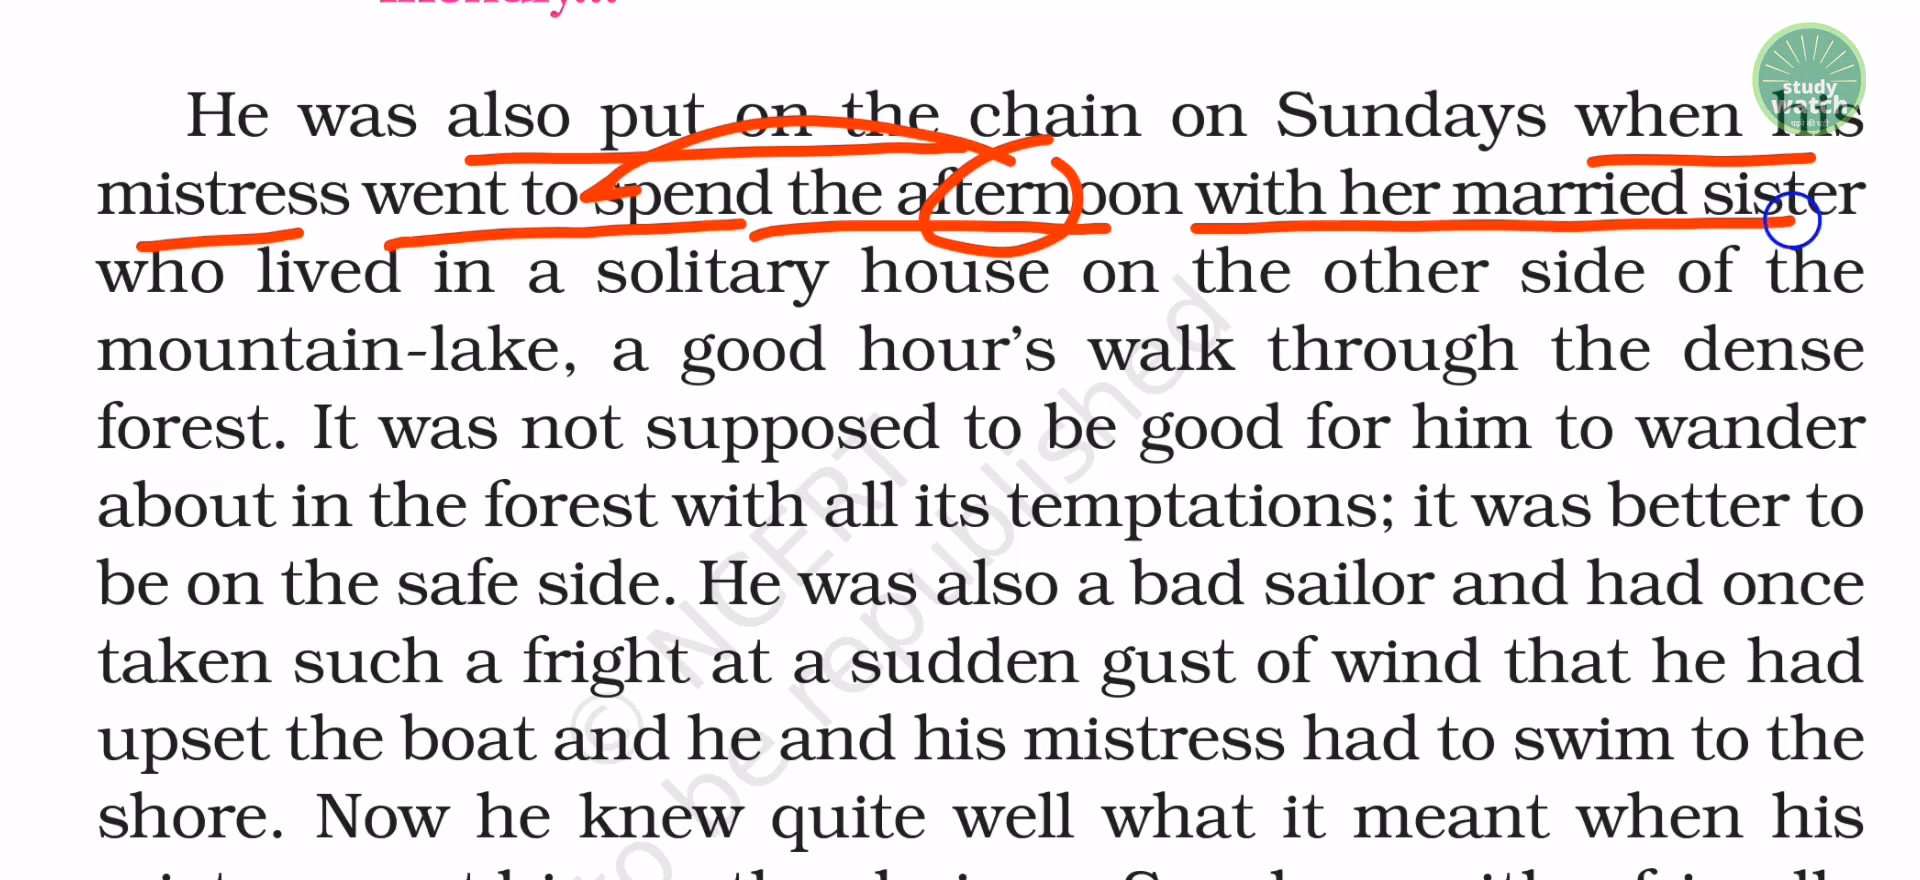 He was also put on the chain on Sundays when his
mistress went to spend the afternoon with her married sister
who lived in a solitary house on the other side of the
mountain-lake, a good hour's walk through the dense
forest. It was not supposed to be good for him to wander
about in the forest with all its temptations; it was better to
be on the safe side. He was also a bad sailor and had once
taken such a fright at a sudden gust of wind that he had
upset the boat and he and his mistress had to swim to the
shore. Now he knew quite well what it meant when his
study
watch
© NCERT
to be republished